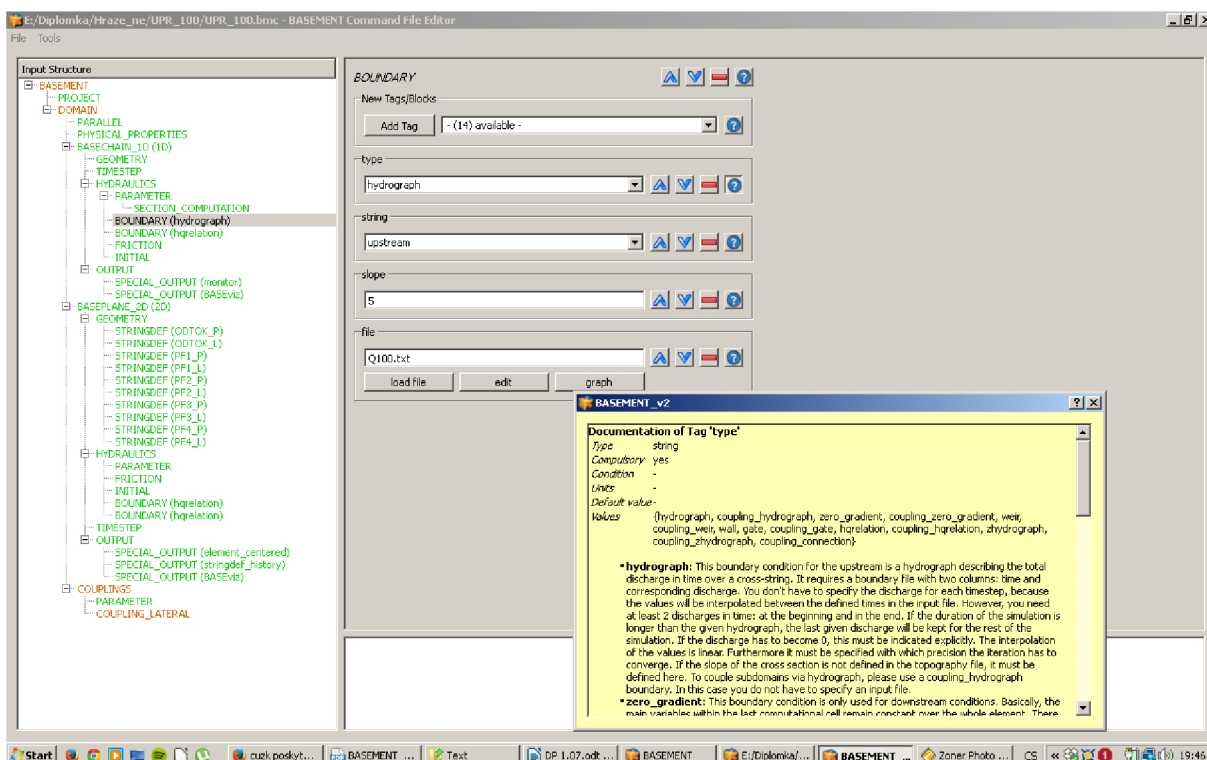 E:/Diplomka/Hraze_ne/UPR_100/UPR_100.bmc - BASEMENT Command File Editor
File Tools
Input Structure
BASEMENT
PROJECT
DOMAIN
PARALLEL
PHYSICAL_PROPERTIES
BASECHAIN_1D (1D)
GEOMETRY
TIMESTEP
HYDRAULICS
PARAMETER
SECTION_COMPUTATION
BOUNDARY (hydrograph)
BOUNDARY (hqrelation)
FRICTION
INITIAL
OUTPUT
SPECIAL_OUTPUT (monitor)
SPECIAL_OUTPUT (BASEviz)
BASEPLANE_2D (2D)
GEOMETRY
STRINGDEF (ODTOK_P)
STRINGDEF (ODTOK_L)
STRINGDEF (PF1_P)
STRINGDEF (PF1_L)
STRINGDEF (PF2_P)
STRINGDEF (PF2_L)
STRINGDEF (PF3_P)
STRINGDEF (PF3_L)
STRINGDEF (PF4_P)
STRINGDEF (PF4_L)
HYDRAULICS
PARAMETER
FRICTION
INITIAL
BOUNDARY (hqrelation)
BOUNDARY (hqrelation)
TIMESTEP
OUTPUT
SPECIAL_OUTPUT (element_centered)
SPECIAL_OUTPUT (stringdef_history)
SPECIAL_OUTPUT (BASEviz)
COUPLINGS
PARAMETER
COUPLING_LATERAL
BOUNDARY
New Tags/Blocks
Add Tag - (14) available -
type
hydrograph
string
upstream
slope
5
file
Q100.txt
load file edit graph
BASEMENT_v2
Documentation of Tag 'type'
Type string
Compulsory yes
Condition -
Units -
Default value -
Values {hydrograph, coupling_hydrograph, zero_gradient, coupling_zero_gradient, weir,
coupling_weir, wall, gate, coupling_gate, hqrelation, coupling_hqrelation, zhydrograph,
coupling_zhydrograph, coupling_connection}
• hydrograph: This boundary condition for the upstream is a hydrograph describing the total
discharge in time over a cross-string. It requires a boundary file with two columns: time and
corresponding discharge. You don't have to specify the discharge for each timestep, because
the values will be interpolated between the defined times in the input file. However, you need
at least 2 discharges in time: at the beginning and in the end. If the duration of the simulation is
longer than the given hydrograph, the last given discharge will be kept for the rest of the
simulation. If the discharge has to become 0, this must be indicated explicitly. The interpolation
of the values is linear. Furthermore it must be specified with which precision the iteration has to
converge. If the slope of the cross section is not defined in the topography file, it must be
defined here. To couple subdomains via hydrograph, please use a coupling_hydrograph
boundary. In this case you do not have to specify an input file.
• zero_gradient: This boundary condition is only used for downstream conditions. Basically, the
main variables within the last computational cell remain constant over the whole element. There
Start cuzk poskyt... BASEMENT ... Text DP 1.07.odt ... BASEMENT E:/Diplomka/... BASEMENT ... Zoner Photo ... CS « 19:46